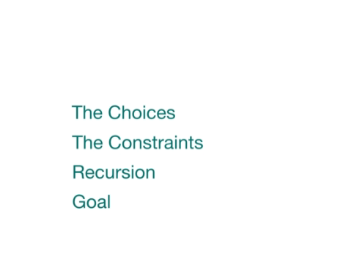 The Choices
The Constraints
Recursion
Goal